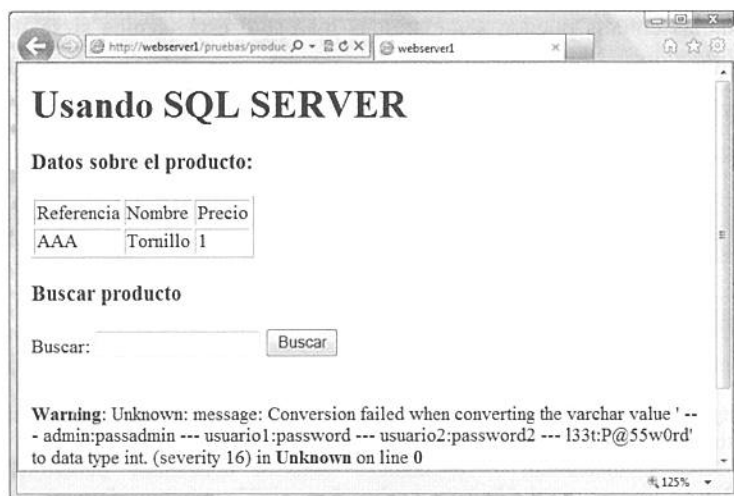 http://webserver1/pruebas/produc
webserver1
Usando SQL SERVER
Datos sobre el producto:
Referencia Nombre Precio
AAA Tornillo 1
Buscar producto
Buscar: Buscar
Warning: Unknown: message: Conversion failed when converting the varchar value ' --
- admin:passadmin --- usuario1:password --- usuario2:password2 --- l33t:P@55w0rd'
to data type int. (severity 16) in Unknown on line 0
125%